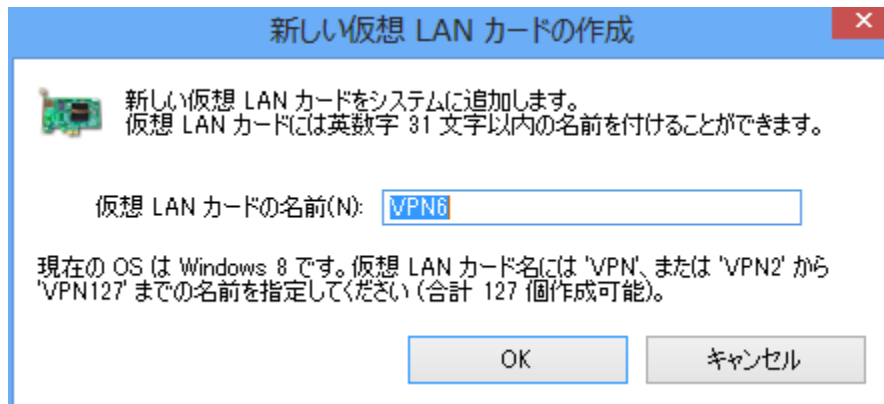 新しい仮想 LAN カードの作成
新しい仮想 LAN カードをシステムに追加します。
仮想 LAN カードには英数字 31 文字以内の名前を付けることができます。
仮想 LAN カードの名前(N):  VPN6
現在の OS は Windows 8 です。仮想 LAN カード名には 'VPN'、または 'VPN2' から
'VPN127' までの名前を指定してください (合計 127 個作成可能)。
OK  キャンセル